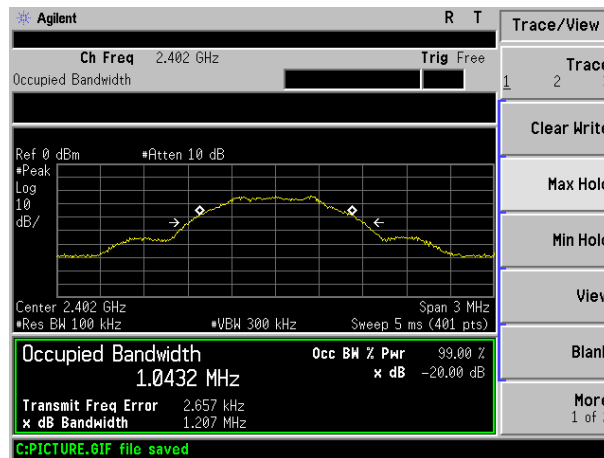 Agilent R T
Trace/View
Ch Freq 2.402 GHz Trig Free
Occupied Bandwidth
Trace
1 2
Clear Write
Max Hold
Min Hold
View
Blank
More
1 of
Ref 0 dBm #Atten 10 dB
#Peak
Log
10
dB/
Center 2.402 GHz Span 3 MHz
#Res BW 100 kHz #VBW 300 kHz Sweep 5 ms (401 pts)
Occupied Bandwidth Occ BW % Pwr 99.00 %
1.0432 MHz x dB -20.00 dB
Transmit Freq Error 2.657 kHz
x dB Bandwidth 1.207 MHz
C:PICTURE.GIF file saved